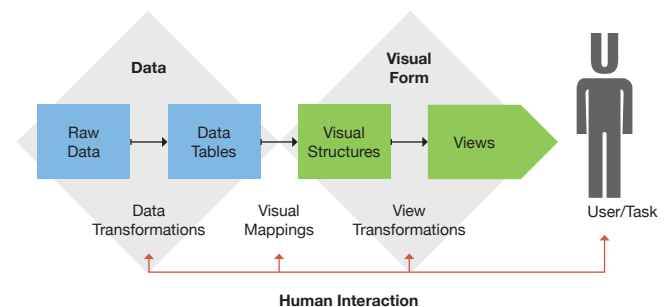 Data
Visual
Form
Raw
Data
Data
Tables
Visual
Structures
Views
Data
Transformations
Visual
Mappings
View
Transformations
User/Task
Human Interaction